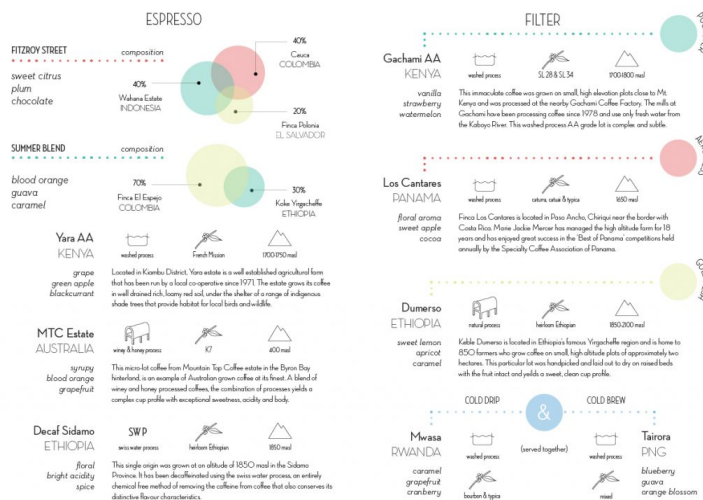 ESPRESSO
FITZROY STREET
composition
sweet citrus
plum
chocolate
40%
Cauca
COLOMBIA
40%
Wahana Estate
INDONESIA
20%
Finca Polonia
EL SALVADOR
SUMMER BLEND
composition
blood orange
guava
caramel
70%
Finca El Espejo
COLOMBIA
30%
Koke Yirgacheffe
ETHIOPIA
Yara AA
KENYA
washed process
French Mission
1700-1750 masl
grape
green apple
blackcurrant
Located in Kiambu District, Yara estate is a well established agricultural farm
that has been run by a local co-operative since 1971. The estate grows its coffee
in well drained rich, loamy red soil, under the shelter of a range of indigenous
shade trees that provide habitat for local birds and wildlife.
MTC Estate
AUSTRALIA
winey & honey process
K7
400 masl
syrupy
blood orange
grapefruit
This micro-lot coffee from Mountain Top Coffee estate in the Byron Bay
hinterland, is an example of Australian grown coffee at its finest. A blend of
winey and honey processed coffees, the combination of processes yields a
complex cup profile with exceptional sweetness, acidity and body.
Decaf Sidamo
ETHIOPIA
SWP
swiss water process
heirloom Ethiopian
1850 masl
floral
bright acidity
spice
This single origin was grown at an altitude of 1850 masl in the Sidamo
Province. It has been decaffeinated using the swiss water process, an entirely
chemical free method of removing the caffeine from coffee that also conserves its
distinctive flavour characteristics.
FILTER
Gachami AA
KENYA
washed process
SL 28 & SL 34
1700-1800 masl
vanilla
strawberry
watermelon
This immaculate coffee was grown on small, high elevation plots close to Mt.
Kenya and was processed at the nearby Gachami Coffee Factory. The mills at
Gachami have been processing coffee since 1978 and use only fresh water from
the Kabayo River. This washed process AA grade lot is complex and subtle.
Los Cantares
PANAMA
washed process
caturra, catuai & typica
1650 masl
floral aroma
sweet apple
cocoa
Finca Los Cantares is located in Paso Ancho, Chiriqui near the border with
Costa Rica. Marie Jackie Mercer has managed the high altitude farm for 18
years and has enjoyed great success in the 'Best of Panama' competitions held
annually by the Specialty Coffee Association of Panama.
Dumerso
ETHIOPIA
natural process
heirloom Ethiopian
1850-2100 masl
sweet lemon
apricot
caramel
Keble Dumerso is located in Ethiopia's famous Yirgacheffe region and is home to
850 farmers who grow coffee on small, high altitude plots of approximately two
hectares. This particular lot was handpicked and laid out to dry on raised beds
with the fruit intact and yeilds a sweet, clean cup profile.
COLD DRIP
&
COLD BREW
Mwasa
RWANDA
washed process
(served together)
washed process
Tairora
PNG
caramel
grapefruit
cranberry
bourbon & typica
mixed
blueberry
guava
orange blossom